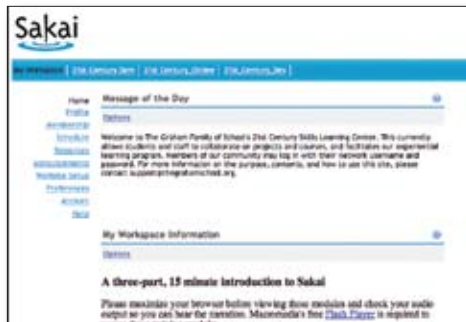 Sakai
My Workspace | 21st Century Dev |
Home
Profile
Membership
Schedule
Resources
Announcements
Worksite Setup
Preferences
Account
Help
Message of the Day
Options
Welcome to The Graham Family of School's 21st Century Skills Learning Center. This currently
allows students and staff to collaborate on projects and courses, and facilitates our experiential
learning program. Members of our community may log in with their network username and
password. For more information on the purpose, contents, and how to use this site, please
contact support@thegrahamschool.org.
My Workspace Information
Options
A three-part, 15 minute introduction to Sakai
Please maximize your browser before viewing these modules and check your audio
output so you can hear the narration. Macromedia's free Flash Player is required to